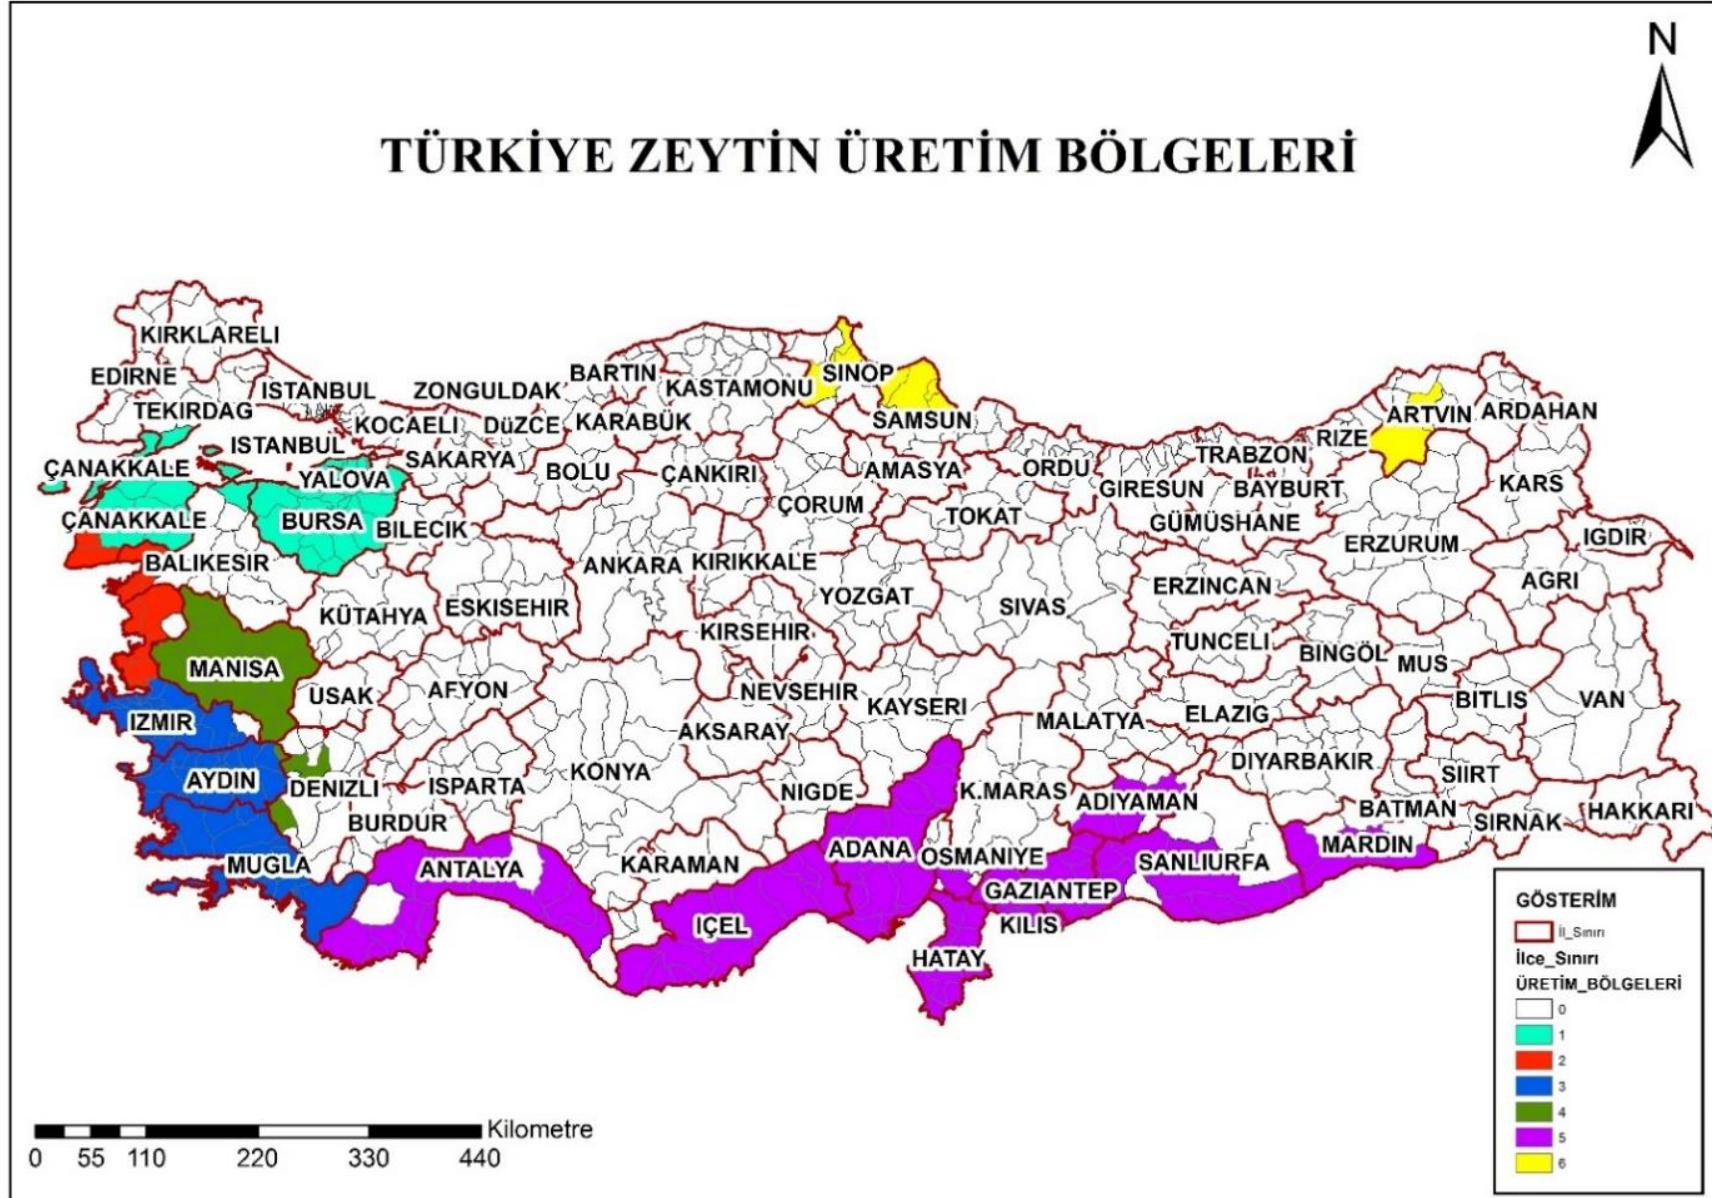 N
TÜRKİYE ZEYTİN ÜRETİM BÖLGELERİ
KIRKLARELI
EDIRNE
ISTANBUL
ZONGULDAK
BARTIN
KASTAMONU
SINOP
TEKIRDAG
KOCAELI
DüZCE
KARABÜK
SAMSUN
ARTVIN
ARDAHAN
ISTANBUL
SAKARYA
RIZE
ÇANAKKALE
YALOVA
BOLU
ÇANKIRI
AMASYA
ORDU
TRABZON
GIRESUN
BAYBURT
KARS
ÇANAKKALE
BURSA
BILECIK
ÇORUM
TOKAT
GÜMÜSHANE
ERZURUM
IGDIR
BALIKESIR
ANKARA
KIRIKKALE
ERZINCAN
AGRI
KÜTAHYA
ESKISEHIR
YOZGAT
SIVAS
KIRSEHIR
TUNCELI
BINGÖL
MUS
MANISA
USAK
AFYON
NEVSEHIR
KAYSERI
BITLIS
VAN
IZMIR
AKSARAY
MALATYA
ELAZIG
AYDIN
DENIZLI
ISPARTA
KONYA
NIGDE
K.MARAS
ADIYAMAN
DIYARBAKIR
SIIRT
BATMAN
SIRNAK
HAKKARI
BURDUR
MUGLA
ANTALYA
KARAMAN
ADANA
OSMANIYE
GAZIANTEP
SANLIURFA
MARDIN
IÇEL
KILIS
HATAY
GÖSTERİM
İl_Sınırı
İlce_Sınırı
ÜRETİM_BÖLGELERİ
0
1
2
3
4
5
6
Kilometre
0 55 110 220 330 440